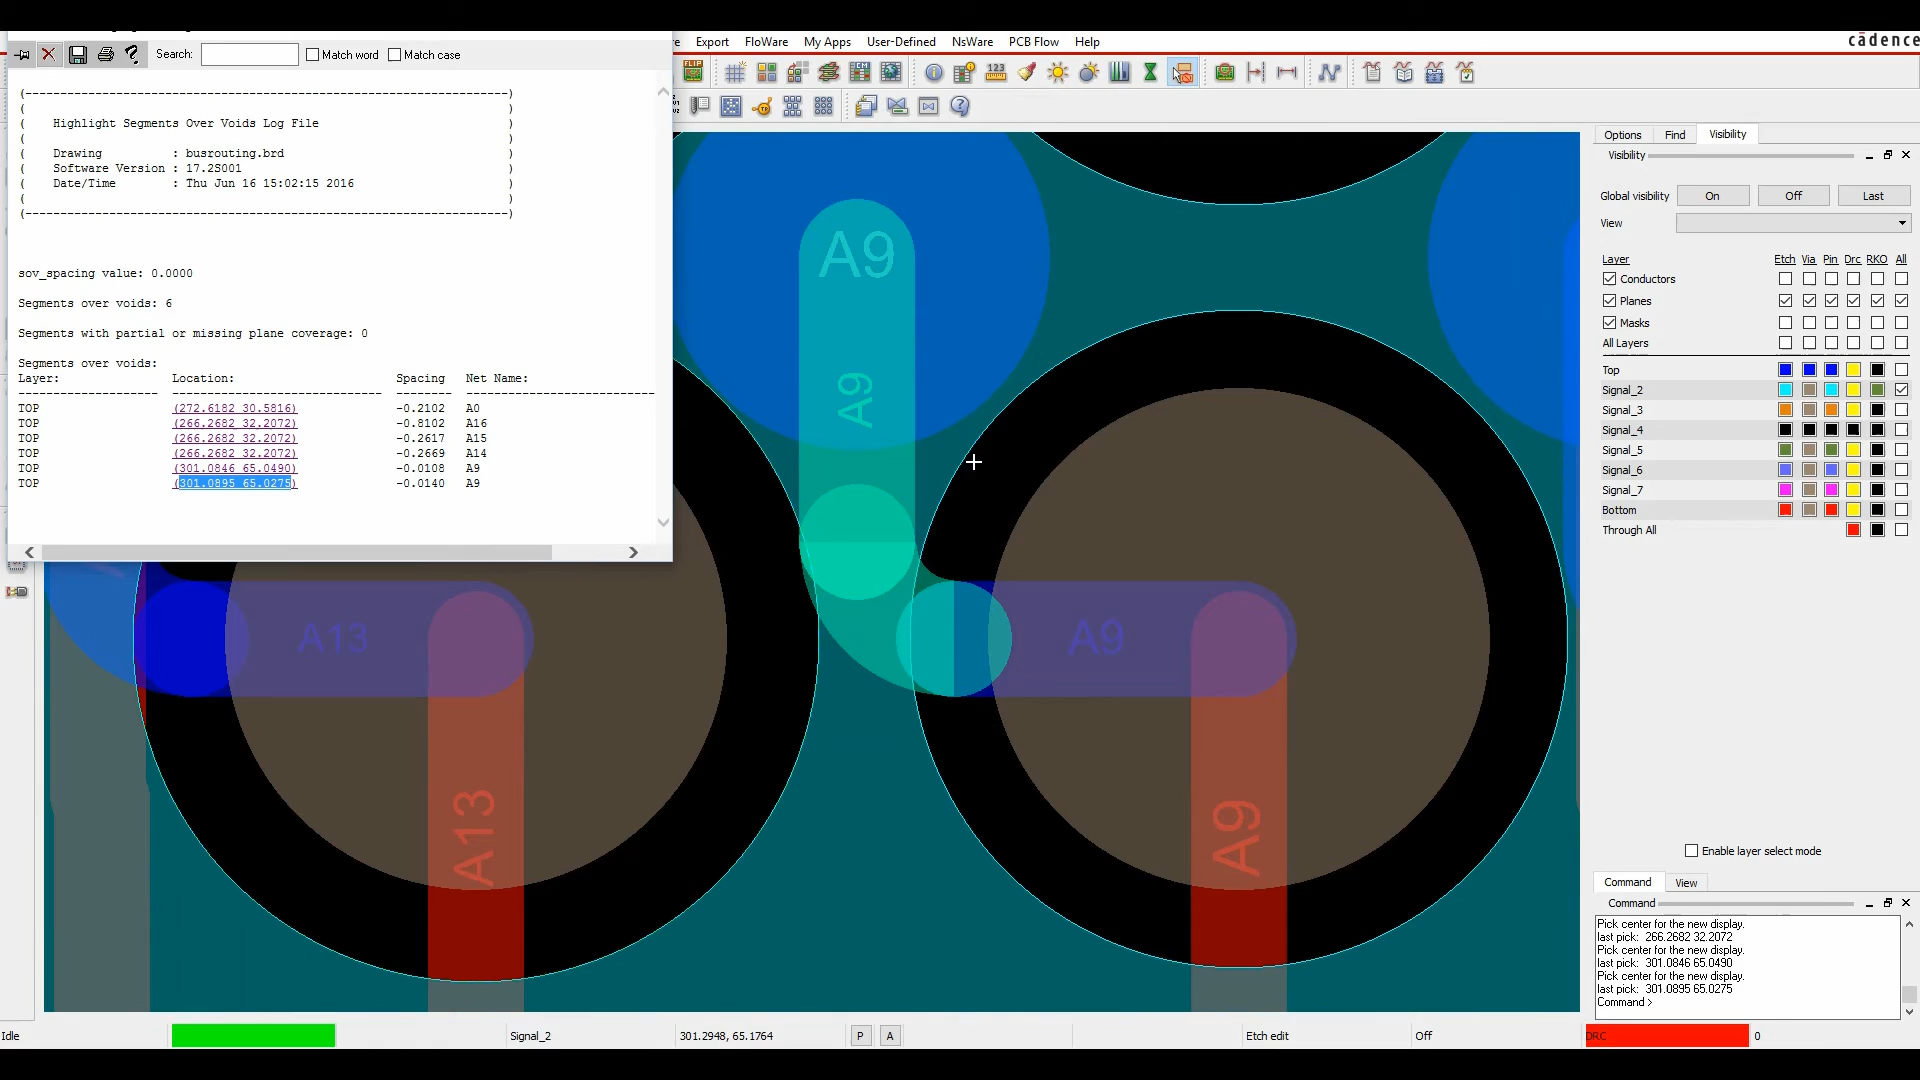 Export FloWare My Apps User-Defined NsWare PCB Flow Help
cādence
Search: Match word Match case
(---------------------------------------------------------------------)
(
( Highlight Segments Over Voids Log File )
(
( Drawing : busrouting.brd )
( Software Version : 17.2S001 )
( Date/Time : Thu Jun 16 15:02:15 2016 )
( )
(---------------------------------------------------------------------)
sov_spacing value: 0.0000
Segments over voids: 6
Segments with partial or missing plane coverage: 0
Segments over voids:
Layer: Location: Spacing Net Name:
TOP (272.6182 30.5816) -0.2102 A0
TOP (266.2682 32.2072) -0.8102 A16
TOP (266.2682 32.2072) -0.2617 A15
TOP (266.2682 32.2072) -0.2669 A14
TOP (301.0846 65.0490) -0.0108 A9
TOP (301.0895 65.0275) -0.0140 A9
A9
A9
A13
A9
A13
A9
Options Find Visibility
Visibility
Global visibility On Off Last
View
Layer Etch Via Pin Drc RKO All
Conductors
Planes
Masks
All Layers
Top
Signal_2
Signal_3
Signal_4
Signal_5
Signal_6
Signal_7
Bottom
Through All
Enable layer select mode
Command View
Command
Pick center for the new display.
last pick: 266.2682 32.2072
Pick center for the new display.
last pick: 301.0846 65.0490
Pick center for the new display.
last pick: 301.0895 65.0275
Command >
Idle Signal_2 301.2948, 65.1764 P A Etch edit Off DRC 0